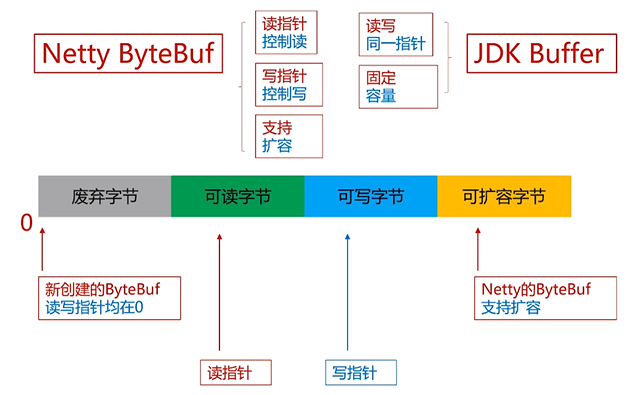 Netty ByteBuf
读指针
控制读
写指针
控制写
支持
扩容
读写
同一指针
固定
容量
JDK Buffer
废弃字节
可读字节
可写字节
可扩容字节
0
新创建的ByteBuf
读写指针均在0
Netty的ByteBuf
支持扩容
读指针
写指针